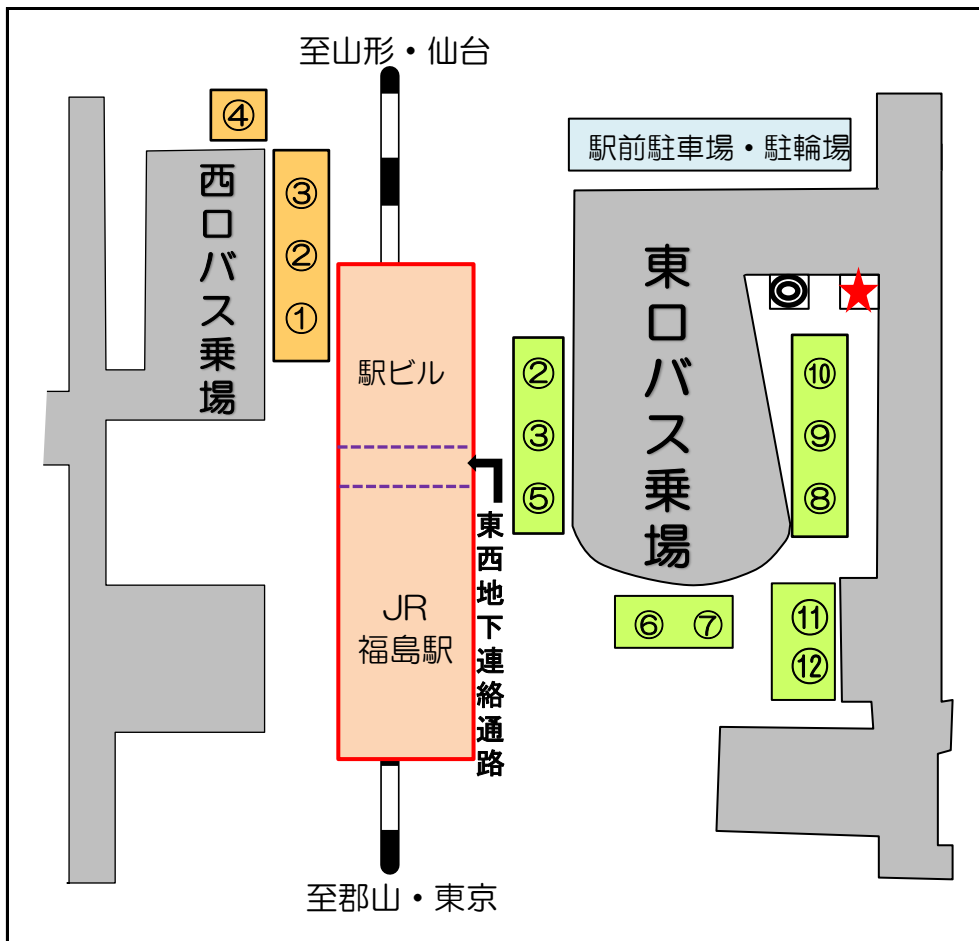 至山形・仙台
④
③
②
①
西口バス乗場
駅前駐車場・駐輪場
東口バス乗場
◎
★
駅ビル
②
③
⑤
⑩
⑨
⑧
東西地下連絡通路
JR
福島駅
⑥ ⑦
⑪
⑫
至郡山・東京